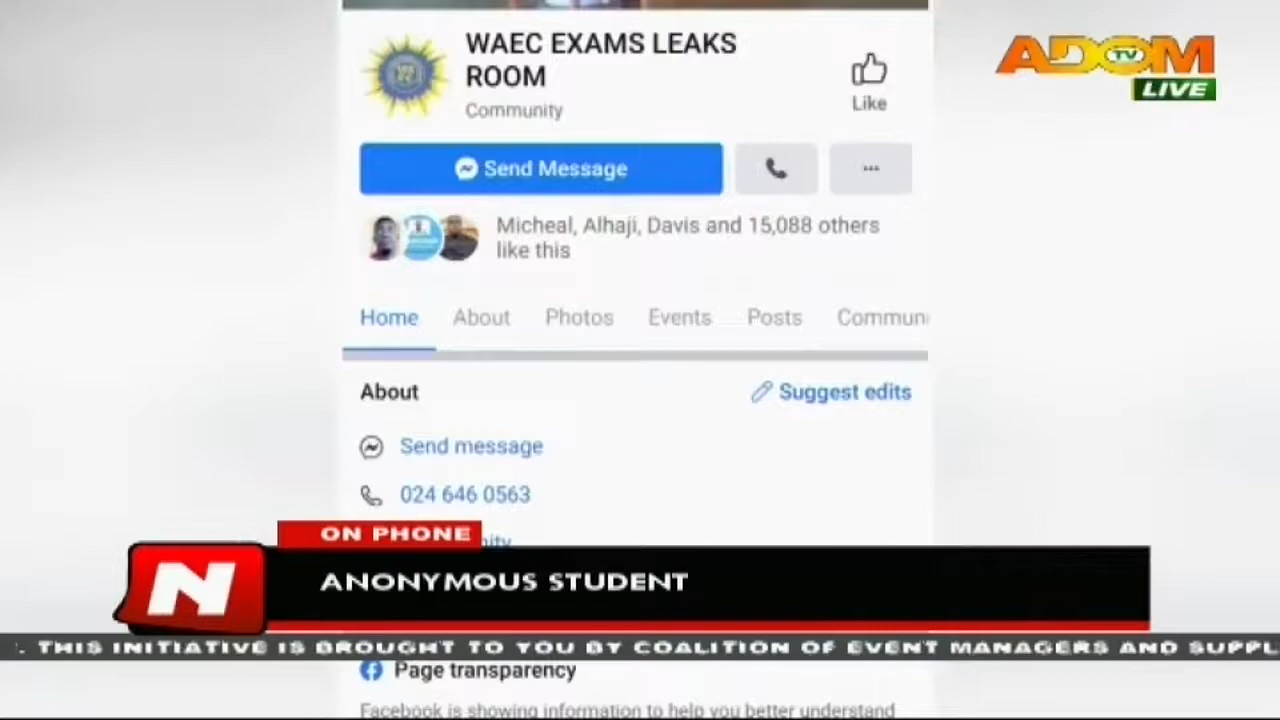 WAEC EXAMS LEAKS
ROOM
Community
Like
ADOM
TV
LIVE
Send Message
Micheal, Alhaji, Davis and 15,088 others
like this
Home About Photos Events Posts Commun
About
Suggest edits
Send message
024 646 0563
ON PHONE
nity
N
ANONYMOUS STUDENT
. THIS INITIATIVE IS BROUGHT TO YOU BY COALITION OF EVENT MANAGERS AND SUPPL
Page transparency
Facebook is showing information to help you better understand